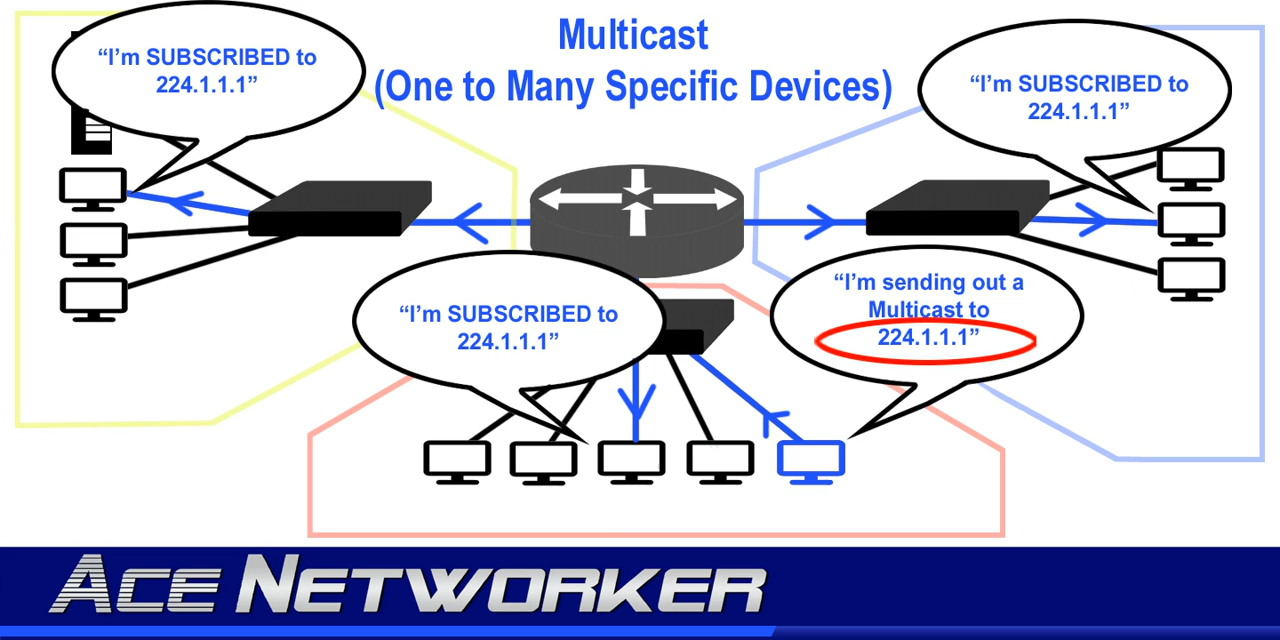 Multicast
(One to Many Specific Devices)
“I’m SUBSCRIBED to
224.1.1.1”
“I’m SUBSCRIBED to
224.1.1.1”
“I’m SUBSCRIBED to
224.1.1.1”
“I’m sending out a
Multicast to
224.1.1.1”
ACE NETWORKER